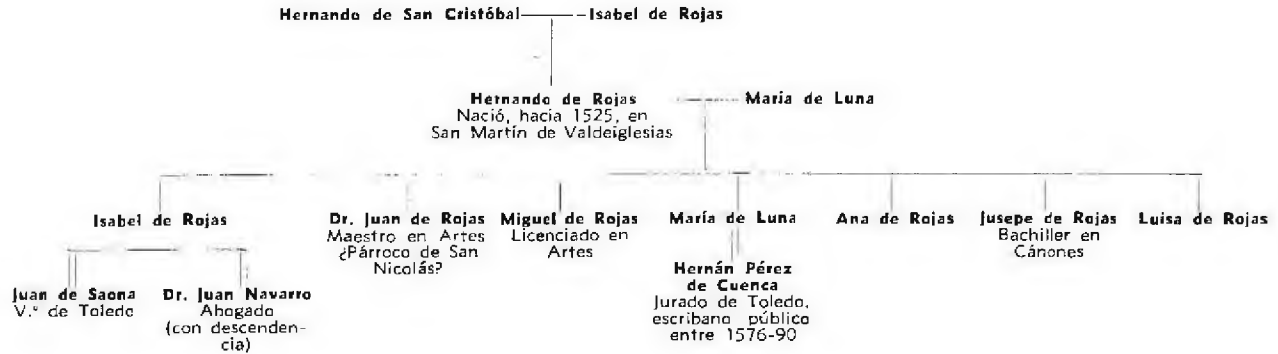 Hernando de San Cristóbal Isabel de Rojas
Hernando de Rojas María de Luna
Nació, hacia 1525, en
San Martín de Valdeiglesias
Isabel de Rojas
Dr. Juan de Rojas
Maestro en Artes
¿Párroco de San
Nicolás?
Miguel de Rojas
Licenciado en
Artes
María de Luna
Ana de Rojas
Jusepe de Rojas
Bachiller en
Cánones
Luisa de Rojas
Juan de Saona
V.º de Toledo
Dr. Juan Navarro
Abogado
(con descenden-
cia)
Hernán Pérez
de Cuenca
Jurado de Toledo,
escribano público
entre 1576-90